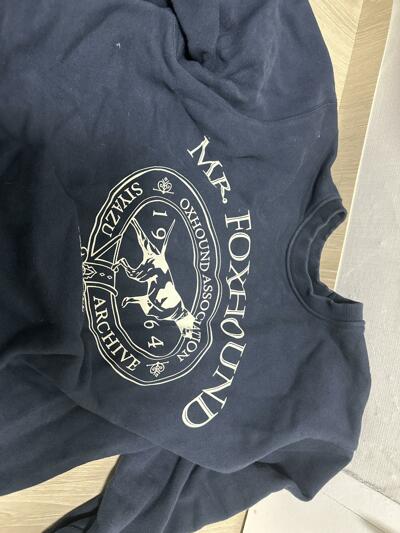 MR. FOXHOUND
OXHOUND ASSOCIATION
1964
SIYAZU
ARCHIVE